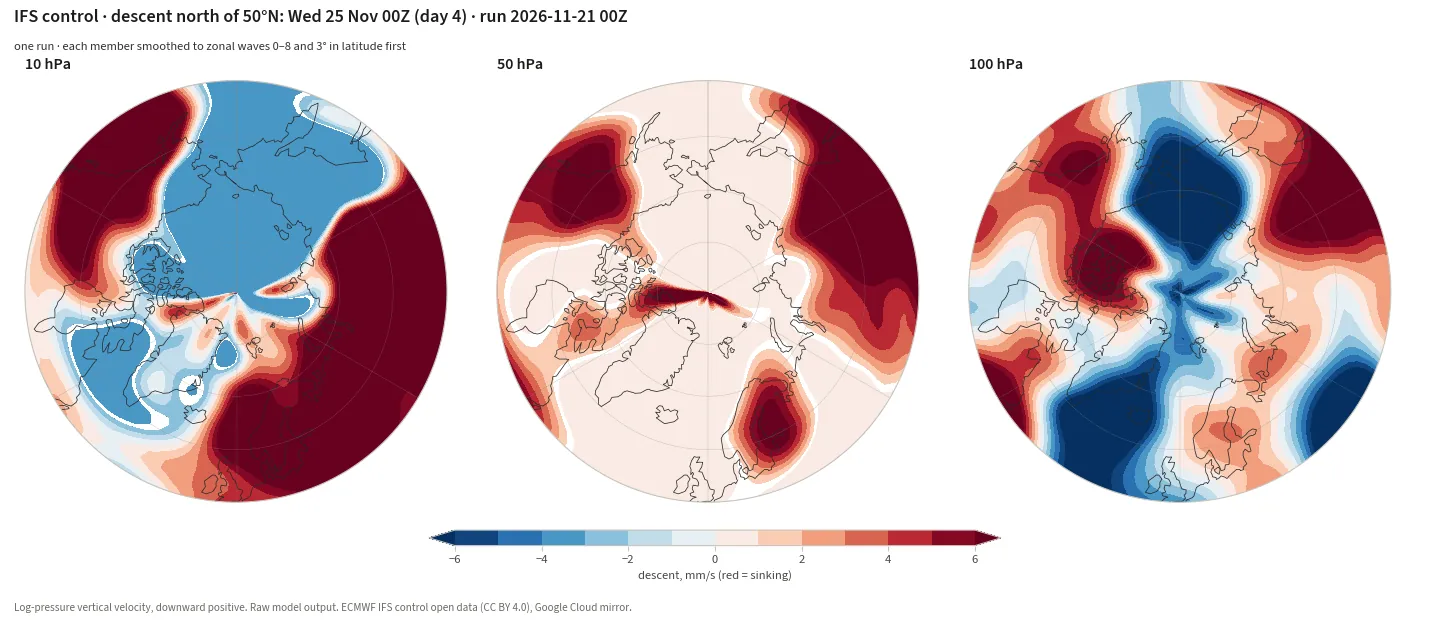 IFS control · descent north of 50°N: Wed 25 Nov 00Z (day 4) · run 2026-11-21 00Z
one run · each member smoothed to zonal waves 0–8 and 3° in latitude first
10 hPa
50 hPa
100 hPa
−6 −4 −2 0 2 4 6
descent, mm/s (red = sinking)
Log-pressure vertical velocity, downward positive. Raw model output. ECMWF IFS control open data (CC BY 4.0), Google Cloud mirror.